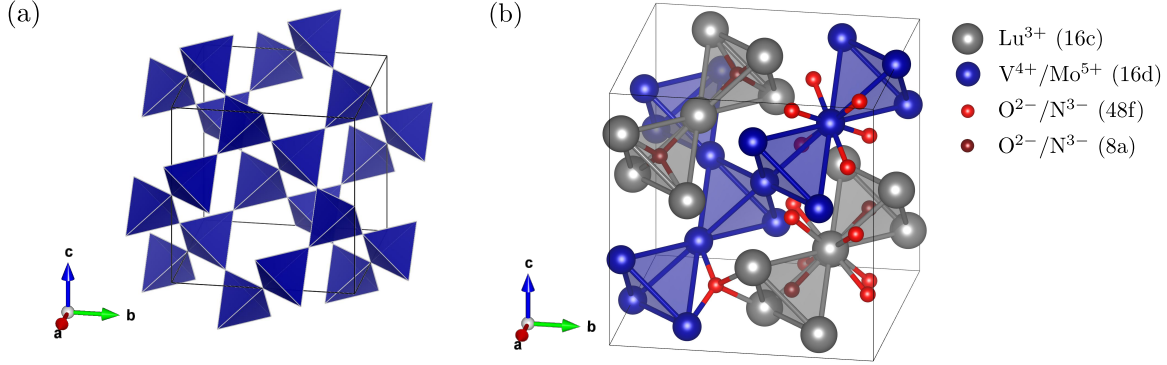 (a)
c
b
a
(b)
c
b
a
Lu³⁺ (16c)
V⁴⁺/Mo⁵⁺ (16d)
O²⁻/N³⁻ (48f)
O²⁻/N³⁻ (8a)